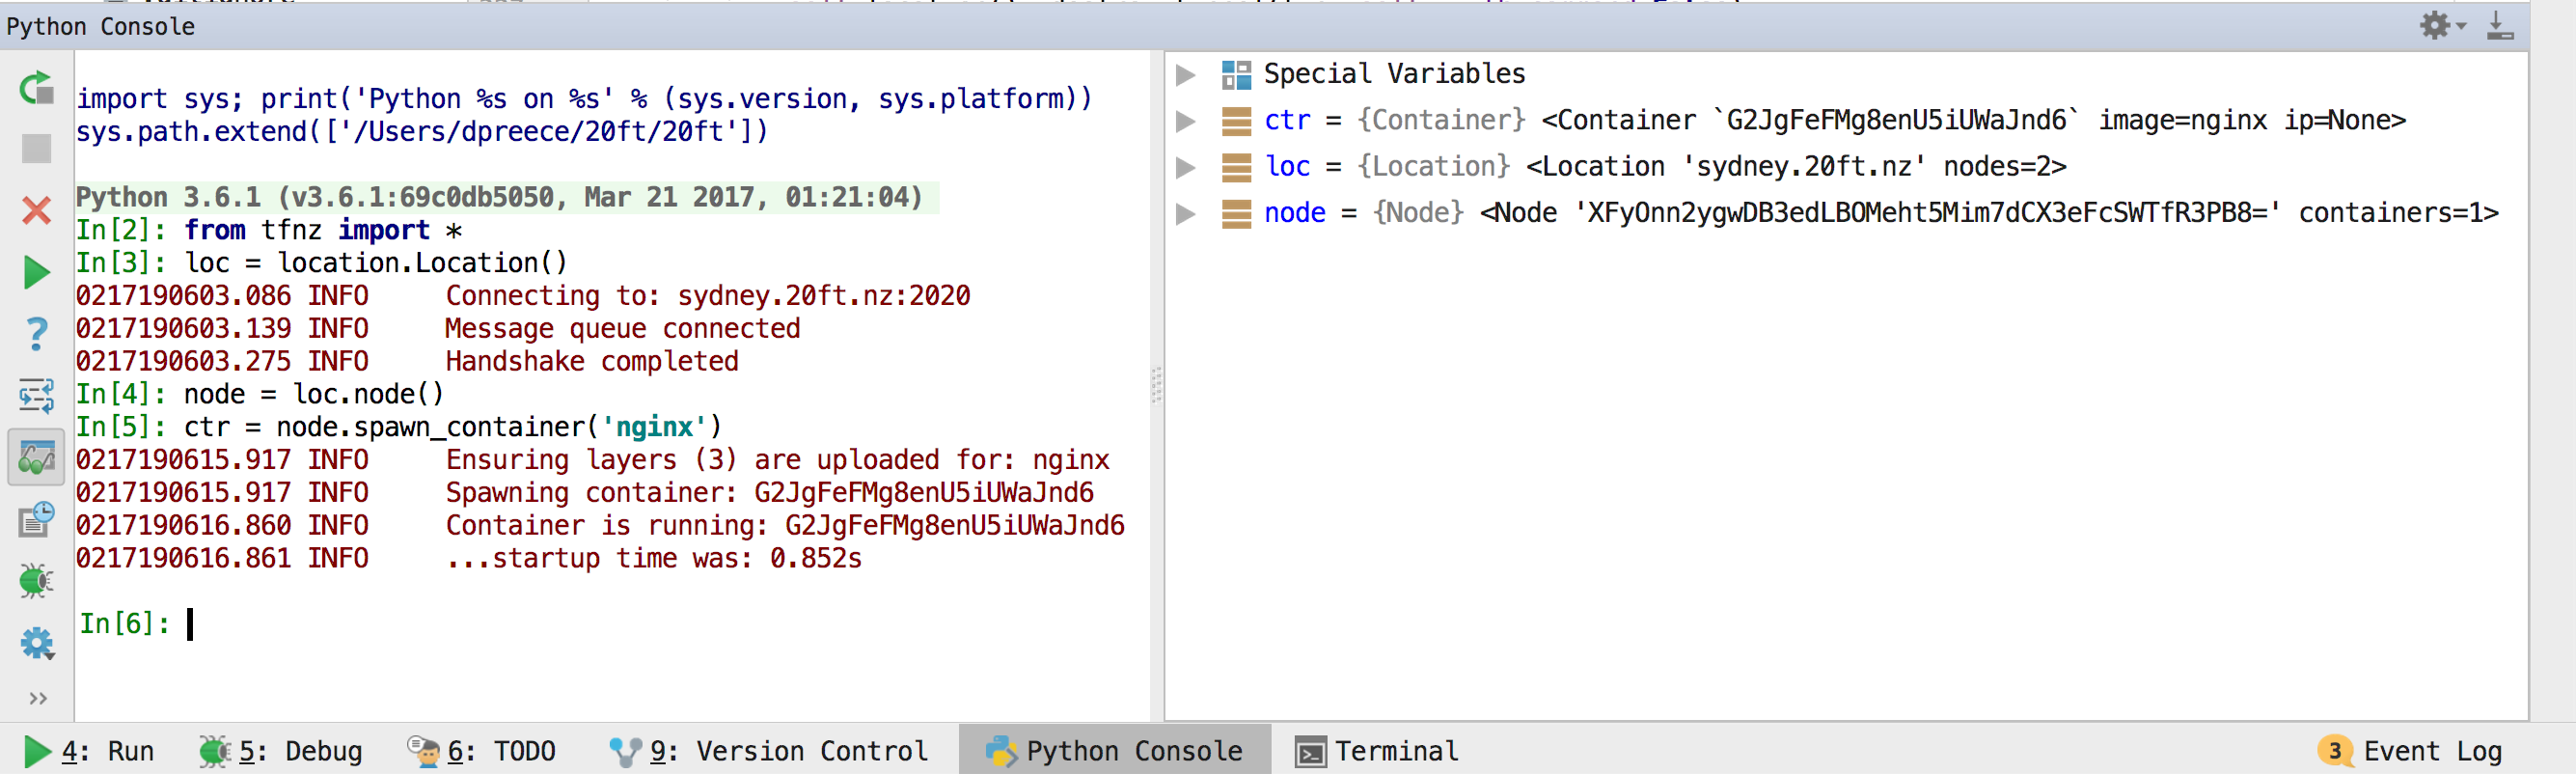 Python Console
import sys; print('Python %s on %s' % (sys.version, sys.platform))
sys.path.extend(['/Users/dpreece/20ft/20ft'])
Python 3.6.1 (v3.6.1:69c0db5050, Mar 21 2017, 01:21:04)
In[2]: from tfnz import *
In[3]: loc = location.Location()
0217190603.086 INFO     Connecting to: sydney.20ft.nz:2020
0217190603.139 INFO     Message queue connected
0217190603.275 INFO     Handshake completed
In[4]: node = loc.node()
In[5]: ctr = node.spawn_container('nginx')
0217190615.917 INFO     Ensuring layers (3) are uploaded for: nginx
0217190615.917 INFO     Spawning container: G2JgFeFMg8enU5iUWaJnd6
0217190616.860 INFO     Container is running: G2JgFeFMg8enU5iUWaJnd6
0217190616.861 INFO     ...startup time was: 0.852s
In[6]:
Special Variables
ctr = {Container} <Container `G2JgFeFMg8enU5iUWaJnd6` image=nginx ip=None>
loc = {Location} <Location 'sydney.20ft.nz' nodes=2>
node = {Node} <Node 'XFyOnn2ygwDB3edLBOMeht5Mim7dCX3eFcSWTfR3PB8=' containers=1>
4: Run
5: Debug
6: TODO
9: Version Control
Python Console
Terminal
3 Event Log